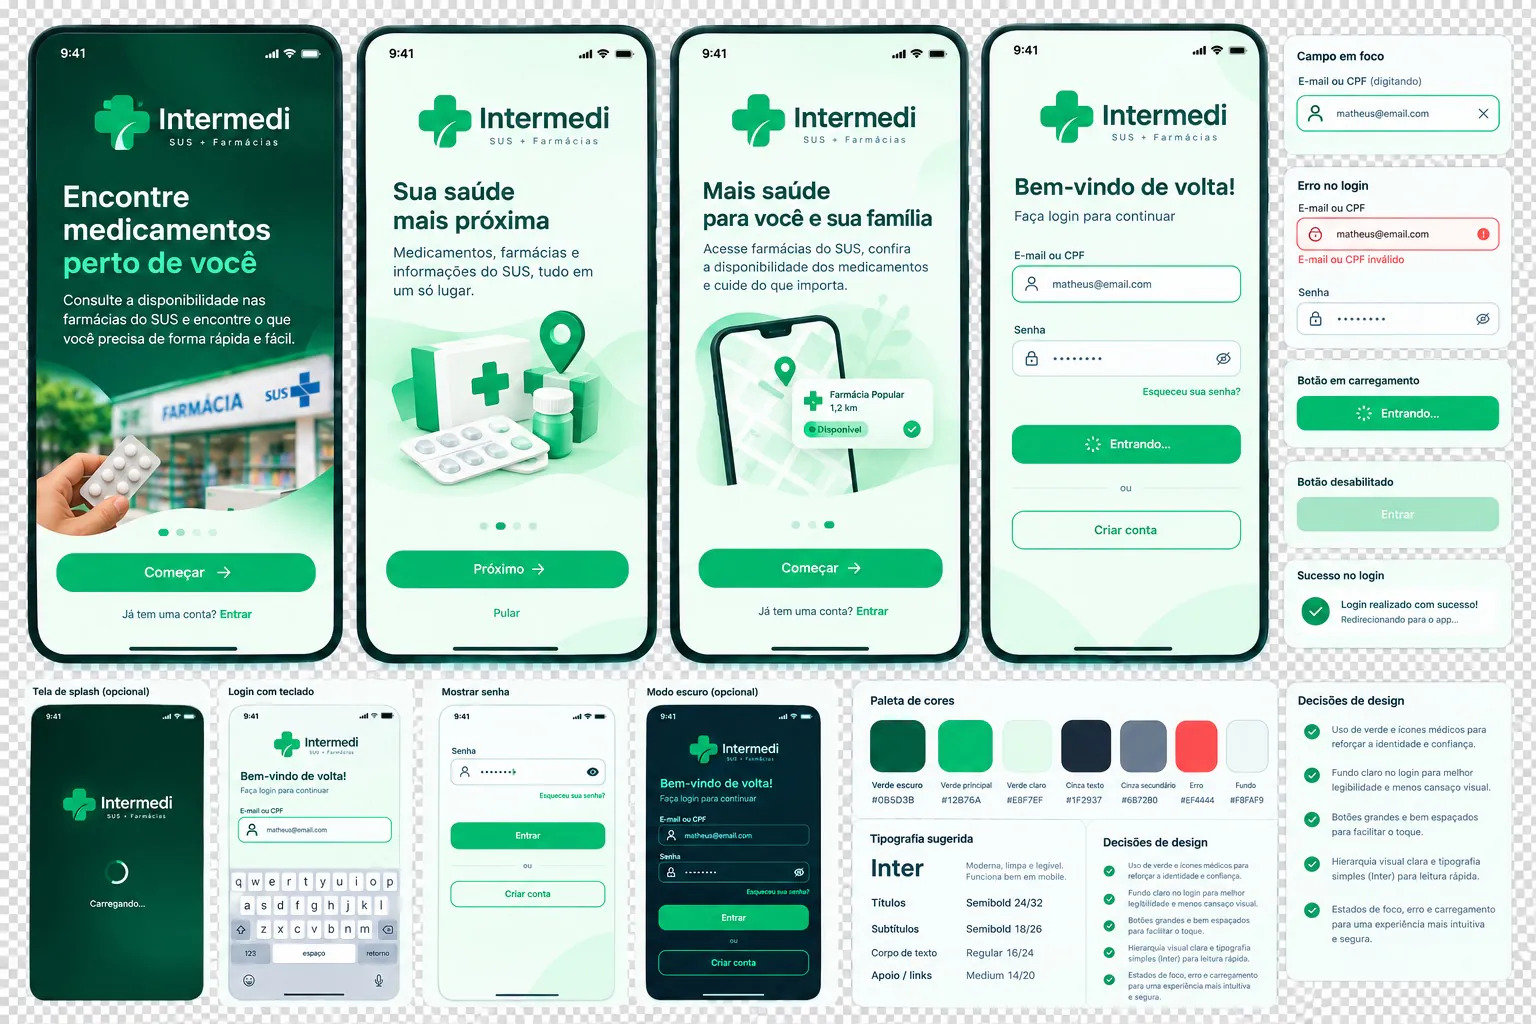 9:41
Intermedi
SUS + Farmácias
Encontre
medicamentos
perto de você
Consulte a disponibilidade nas
farmácias do SUS e encontre o que
você precisa de forma rápida e fácil.
FARMÁCIA
SUS
Começar →
Já tem uma conta? Entrar
9:41
Intermedi
SUS + Farmácias
Sua saúde
mais próxima
Medicamentos, farmácias e
informações do SUS, tudo em
um só lugar.
Próximo →
Pular
9:41
Intermedi
SUS + Farmácias
Mais saúde
para você e sua família
Acesse farmácias do SUS, confira
a disponibilidade dos medicamentos
e cuide do que importa.
Farmácia Popular
1,2 km
Disponível
Começar →
Já tem uma conta? Entrar
9:41
Intermedi
SUS + Farmácias
Bem-vindo de volta!
Faça login para continuar
E-mail ou CPF
matheus@email.com
Senha
••••••••
Esqueceu sua senha?
Entrando...
ou
Criar conta
Campo em foco
E-mail ou CPF (digitando)
matheus@email.com
Erro no login
E-mail ou CPF
matheus@email.com
E-mail ou CPF inválido
Senha
••••••••
Botão em carregamento
Entrando...
Botão desabilitado
Entrar
Sucesso no login
Login realizado com sucesso!
Redirecionando para o app...
Tela de splash (opcional)
9:41
Intermedi
SUS + Farmácias
Carregando...
Login com teclado
9:41
Intermedi
SUS + Farmácias
Bem-vindo de volta!
Faça login para continuar
E-mail ou CPF
matheus@email.com
q w e r t y u i o p
a s d f g h j k l
z x c v b n m
123 espaço retorno
Mostrar senha
9:41
Senha
•••••••
Esqueceu sua senha?
Entrar
ou
Criar conta
Modo escuro (opcional)
9:41
Intermedi
SUS + Farmácias
Bem-vindo de volta!
Faça login para continuar
E-mail ou CPF
matheus@email.com
Senha
••••••••
Esqueceu sua senha?
Entrar
ou
Criar conta
Paleta de cores
Verde escuro Verde principal Verde claro Cinza texto Cinza secundário Erro Fundo
#0B5D3B #12B76A #E8F7EF #1F2937 #6B7280 #EF4444 #F8FAF9
Tipografia sugerida
Inter
Moderna, limpa e legível.
Funciona bem em mobile.
Títulos Semibold 24/32
Subtítulos Semibold 18/26
Corpo de texto Regular 16/24
Apoio / links Medium 14/20
Decisões de design
Uso de verde e ícones médicos para
reforçar a identidade e confiança.
Fundo claro no login para melhor
legibilidade e menos cansaço visual.
Botões grandes e bem espaçados
para facilitar o toque.
Hierarquia visual clara e tipografia
simples (Inter) para leitura rápida.
Estados de foco, erro e carregamento
para uma experiência mais intuitiva
e segura.
Decisões de design
Uso de verde e ícones médicos para
reforçar a identidade e confiança.
Fundo claro no login para melhor
legibilidade e menos cansaço visual.
Botões grandes e bem espaçados
para facilitar o toque.
Hierarquia visual clara e tipografia
simples (Inter) para leitura rápida.
Estados de foco, erro e carregamento
para uma experiência mais intuitiva
e segura.